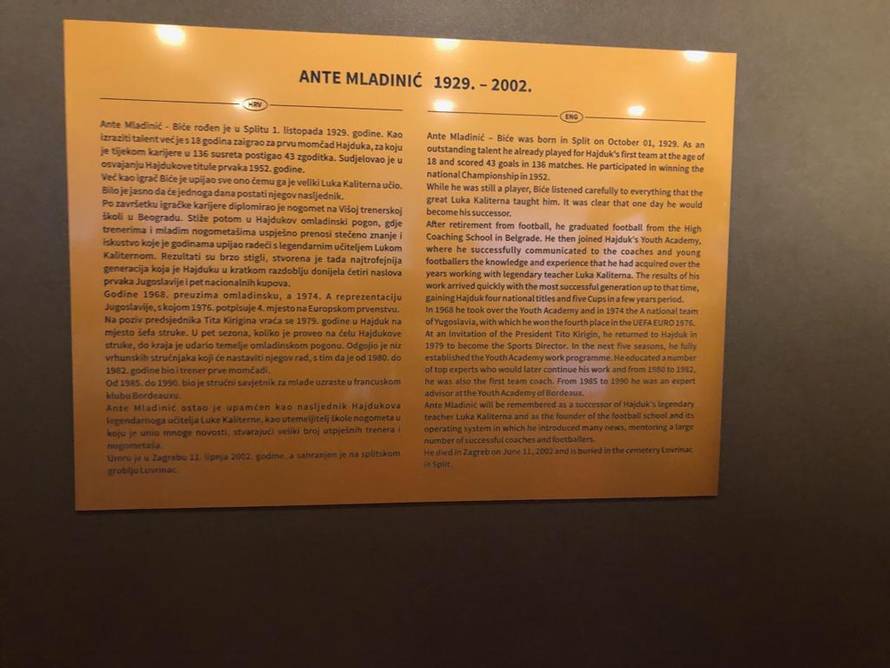 ANTE MLADINIĆ 1929. – 2002.
HRV
Ante Mladinić - Biće rođen je u Splitu 1. listopada 1929. godine. Kao
izraziti talent već je s 18 godina zaigrao za prvu momčad Hajduka, za koju
je tijekom karijere u 136 susreta postigao 43 zgoditka. Sudjelovao je u
osvajanju Hajdukove titule prvaka 1952. godine.
Već kao igrač Biće je upijao sve ono čemu ga je veliki Luka Kaliterna učio.
Bilo je jasno da će jednoga dana postati njegov nasljednik.
Po završetku igračke karijere diplomirao je nogomet na Višoj trenerskoj
školi u Beogradu. Stiže potom u Hajdukov omladinski pogon, gdje
trenerima i mladim nogometašima uspješno prenosi stečeno znanje i
iskustvo koje je godinama upijao radeći s legendarnim učiteljem Lukom
Kaliternom. Rezultati su brzo stigli, stvorena je tada najtrofejnija
generacija koja je Hajduku u kratkom razdoblju donijela četiri naslova
prvaka Jugoslavije i pet nacionalnih kupova.
Godine 1968. preuzima omladinsku, a 1974. A reprezentaciju
Jugoslavije, s kojom 1976. potpisuje 4. mjesto na Europskom prvenstvu.
Na poziv predsjednika Tita Kirigina vraća se 1979. godine u Hajduk na
mjesto šefa struke. U pet sezona, koliko je proveo na čelu Hajdukove
struke, do kraja je udario temelje omladinskom pogonu. Odgojio je niz
vrhunskih stručnjaka koji će nastaviti njegov rad, s tim da je od 1980. do
1982. godine bio i trener prve momčadi.
Od 1985. do 1990. bio je stručni savjetnik za mlađe uzraste u francuskom
klubu Bordeauxu.
Ante Mladinić ostao je upamćen kao nasljednik Hajdukova
legendarnoga učitelja Luke Kaliterne, kao utemeljitelj škole nogometa u
koju je unio mnoge novosti, stvarajući veliki broj uspješnih trenera i
nogometaša.
Umro je u Zagrebu 11. lipnja 2002. godine, a sahranjen je na splitskom
groblju Lovrinac.
ENG
Ante Mladinić – Biće was born in Split on October 01, 1929. As an
outstanding talent he already played for Hajduk's first team at the age of
18 and scored 43 goals in 136 matches. He participated in winning the
national Championship in 1952.
While he was still a player, Biće listened carefully to everything that the
great Luka Kaliterna taught him. It was clear that one day he would
become his successor.
After retirement from football, he graduated football from the High
Coaching School in Belgrade. He then joined Hajduk's Youth Academy,
where he successfully communicated to the coaches and young
footballers the knowledge and experience that he had acquired over the
years working with legendary teacher Luka Kaliterna. The results of his
work arrived quickly with the most successful generation up to that time,
gaining Hajduk four national titles and five Cups in a few years period.
In 1968 he took over the Youth Academy and in 1974 the A national team
of Yugoslavia, with which he won the fourth place in the UEFA EURO 1976.
At an Invitation of the President Tito Kirigin, he returned to Hajduk in
1979 to become the Sports Director. In the next five seasons, he fully
established the Youth Academy work programme. He educated a number
of top experts who would later continue his work and from 1980 to 1982,
he was also the first team coach. From 1985 to 1990 he was an expert
advisor at the Youth Academy of Bordeaux.
Ante Mladinić will be remembered as a successor of Hajduk's legendary
teacher Luka Kaliterna and as the founder of the football school and its
operating system in which he introduced many news, mentoring a large
number of successful coaches and footballers.
He died in Zagreb on June 11, 2002 and is buried in the cemetery Lovrinac
in Split.